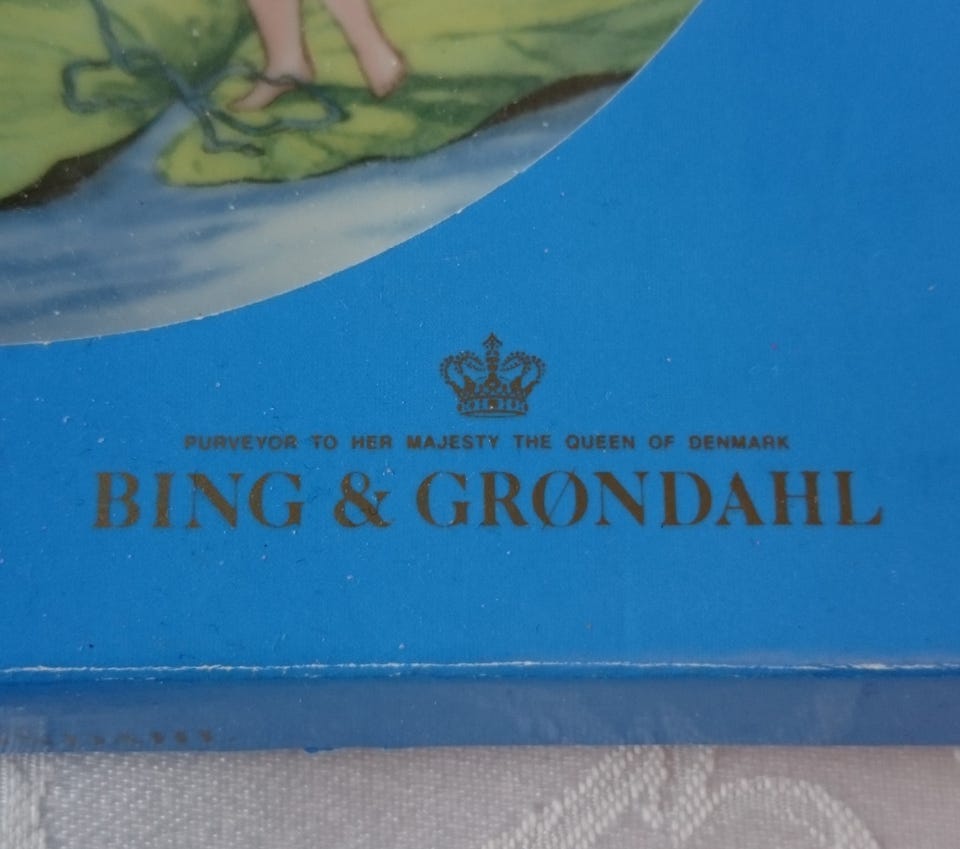 PURVEYOR TO HER MAJESTY THE QUEEN OF DENMARK
BING & GRØNDAHL